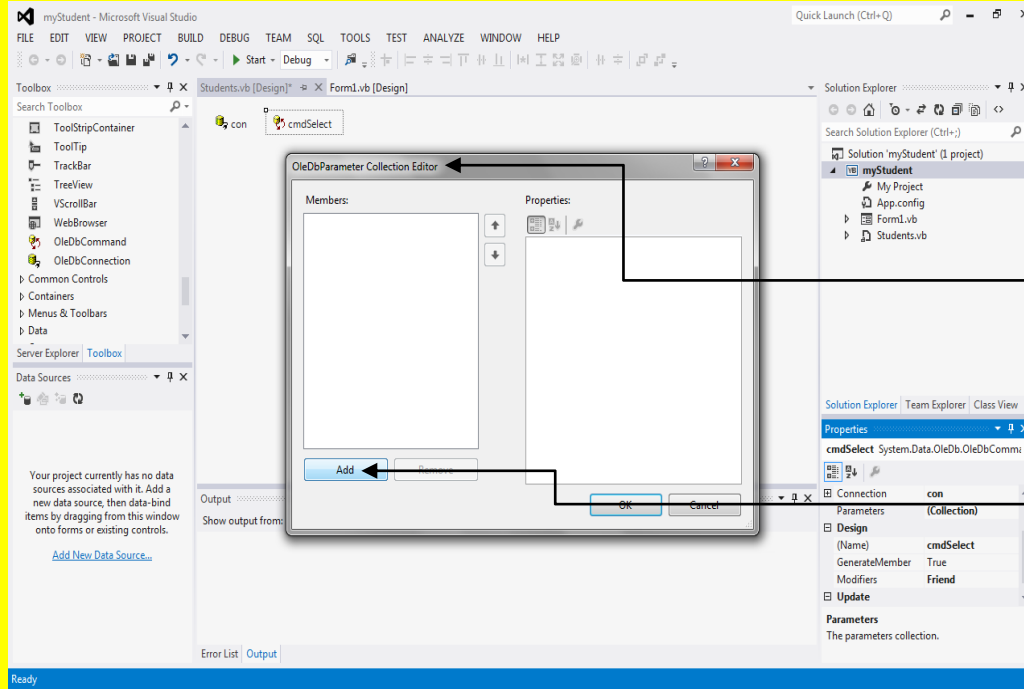 myStudent - Microsoft Visual Studio
Quick Launch (Ctrl+Q)
FILE EDIT VIEW PROJECT BUILD DEBUG TEAM SQL TOOLS TEST ANALYZE WINDOW HELP
Start Debug
Toolbox
Search Toolbox
ToolStripContainer
ToolTip
TrackBar
TreeView
VScrollBar
WebBrowser
OleDbCommand
OleDbConnection
Common Controls
Containers
Menus & Toolbars
Data
Server Explorer Toolbox
Data Sources
Your project currently has no data
sources associated with it. Add a
new data source, then data-bind
items by dragging from this window
onto forms or existing controls.
Add New Data Source...
Students.vb [Design]* Form1.vb [Design]
con cmdSelect
OleDbParameter Collection Editor
Members:
Properties:
Add Remove
OK Cancel
Output
Show output from:
Error List Output
Solution Explorer
Search Solution Explorer (Ctrl+;)
Solution 'myStudent' (1 project)
myStudent
My Project
App.config
Form1.vb
Students.vb
Solution Explorer Team Explorer Class View
Properties
cmdSelect System.Data.OleDb.OleDbComma
Connection con
Parameters (Collection)
Design
(Name) cmdSelect
GenerateMember True
Modifiers Friend
Update
Parameters
The parameters collection.
Ready